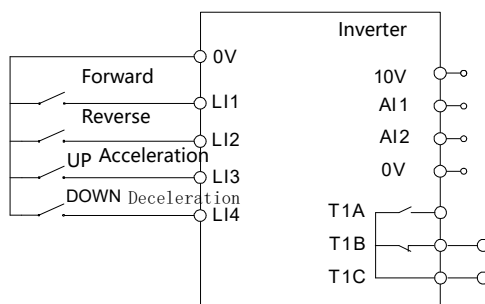 Inverter
0V
Forward
10V
LI1
AI1
Reverse
LI2
AI2
UP Acceleration
LI3
0V
DOWN Deceleration
LI4
T1A
T1B
T1C